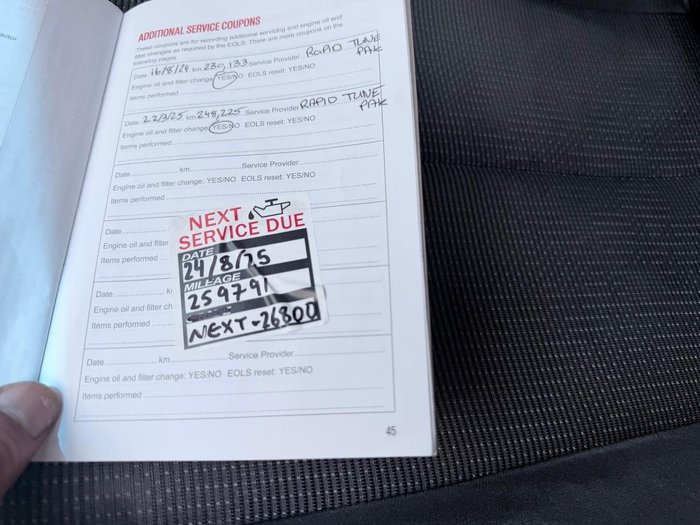 actor
ADDITIONAL SERVICE COUPONS
These coupons are for recording additional servicing and engine oil and
filter changes as required by the EOLS. There are more coupons on the
following pages.
Date 16/8/24 km 230,133 Service Provider RAPID TUNE
PAK
Engine oil and filter change: YES/NO EOLS reset: YES/NO
Items performed
Date 22/3/25 km 248,225 Service Provider RAPID TUNE
PAK
Engine oil and filter change: YES/NO EOLS reset: YES/NO
Items performed
Date km Service Provider
Engine oil and filter change: YES/NO EOLS reset: YES/NO
Items performed
Date
Engine oil and filter
Items performed
NEXT
SERVICE DUE
DATE
24/8/25
MILLAGE
259791
NEXT-26800
Date k
Engine oil and filter ch
Items performed
Date km Service Provider
Engine oil and filter change: YES/NO EOLS reset: YES/NO
Items performed
45